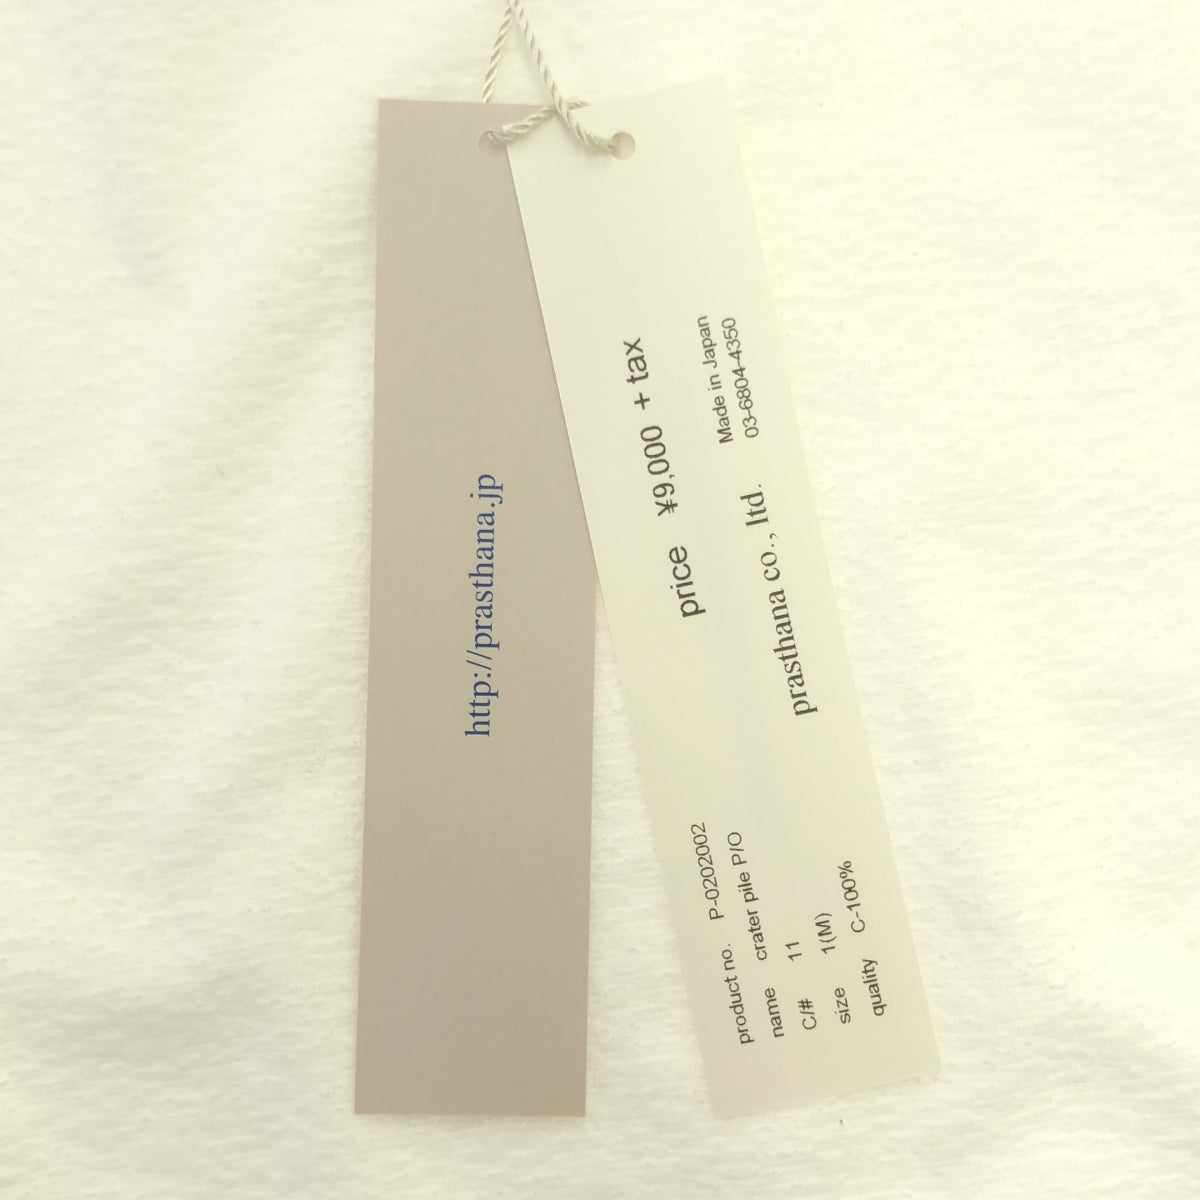 http://prasthana.jp
product no. P-0202002
name crater pile P/O
C/# 11
size 1(M)
quality C-100%
price ¥9,000 + tax
prasthana co., ltd.
Made in Japan
03-6804-4350